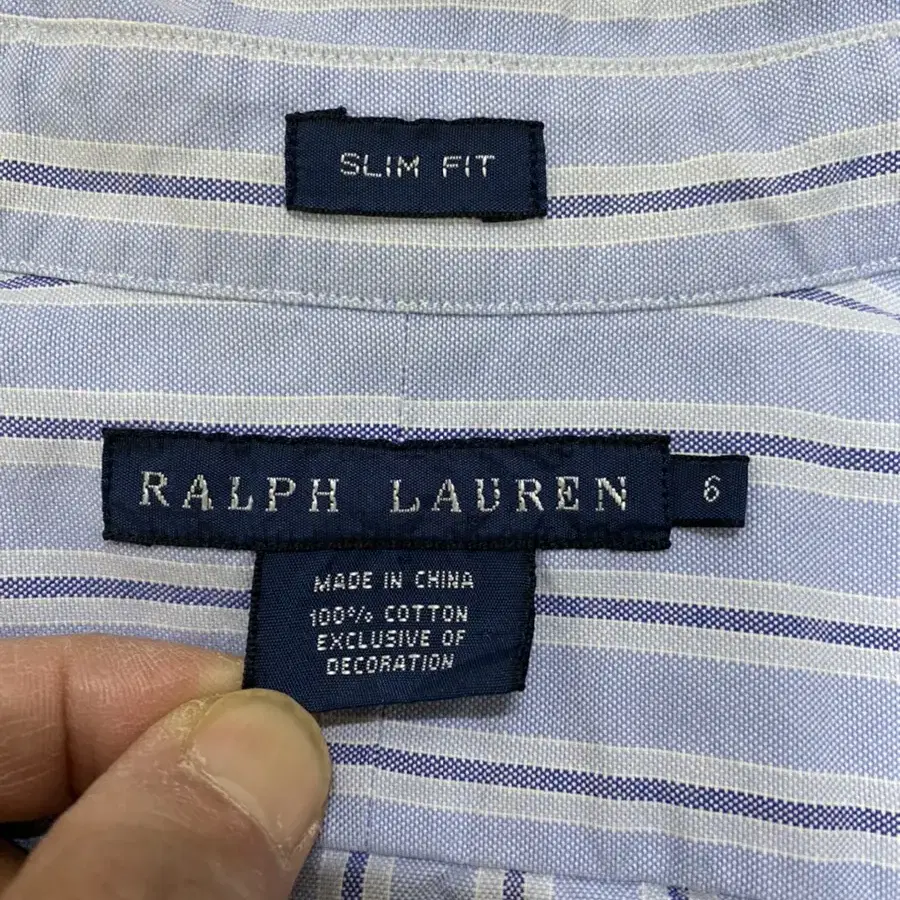 SLIM FIT
RALPH LAUREN
6
MADE IN CHINA
100% COTTON
EXCLUSIVE OF
DECORATION